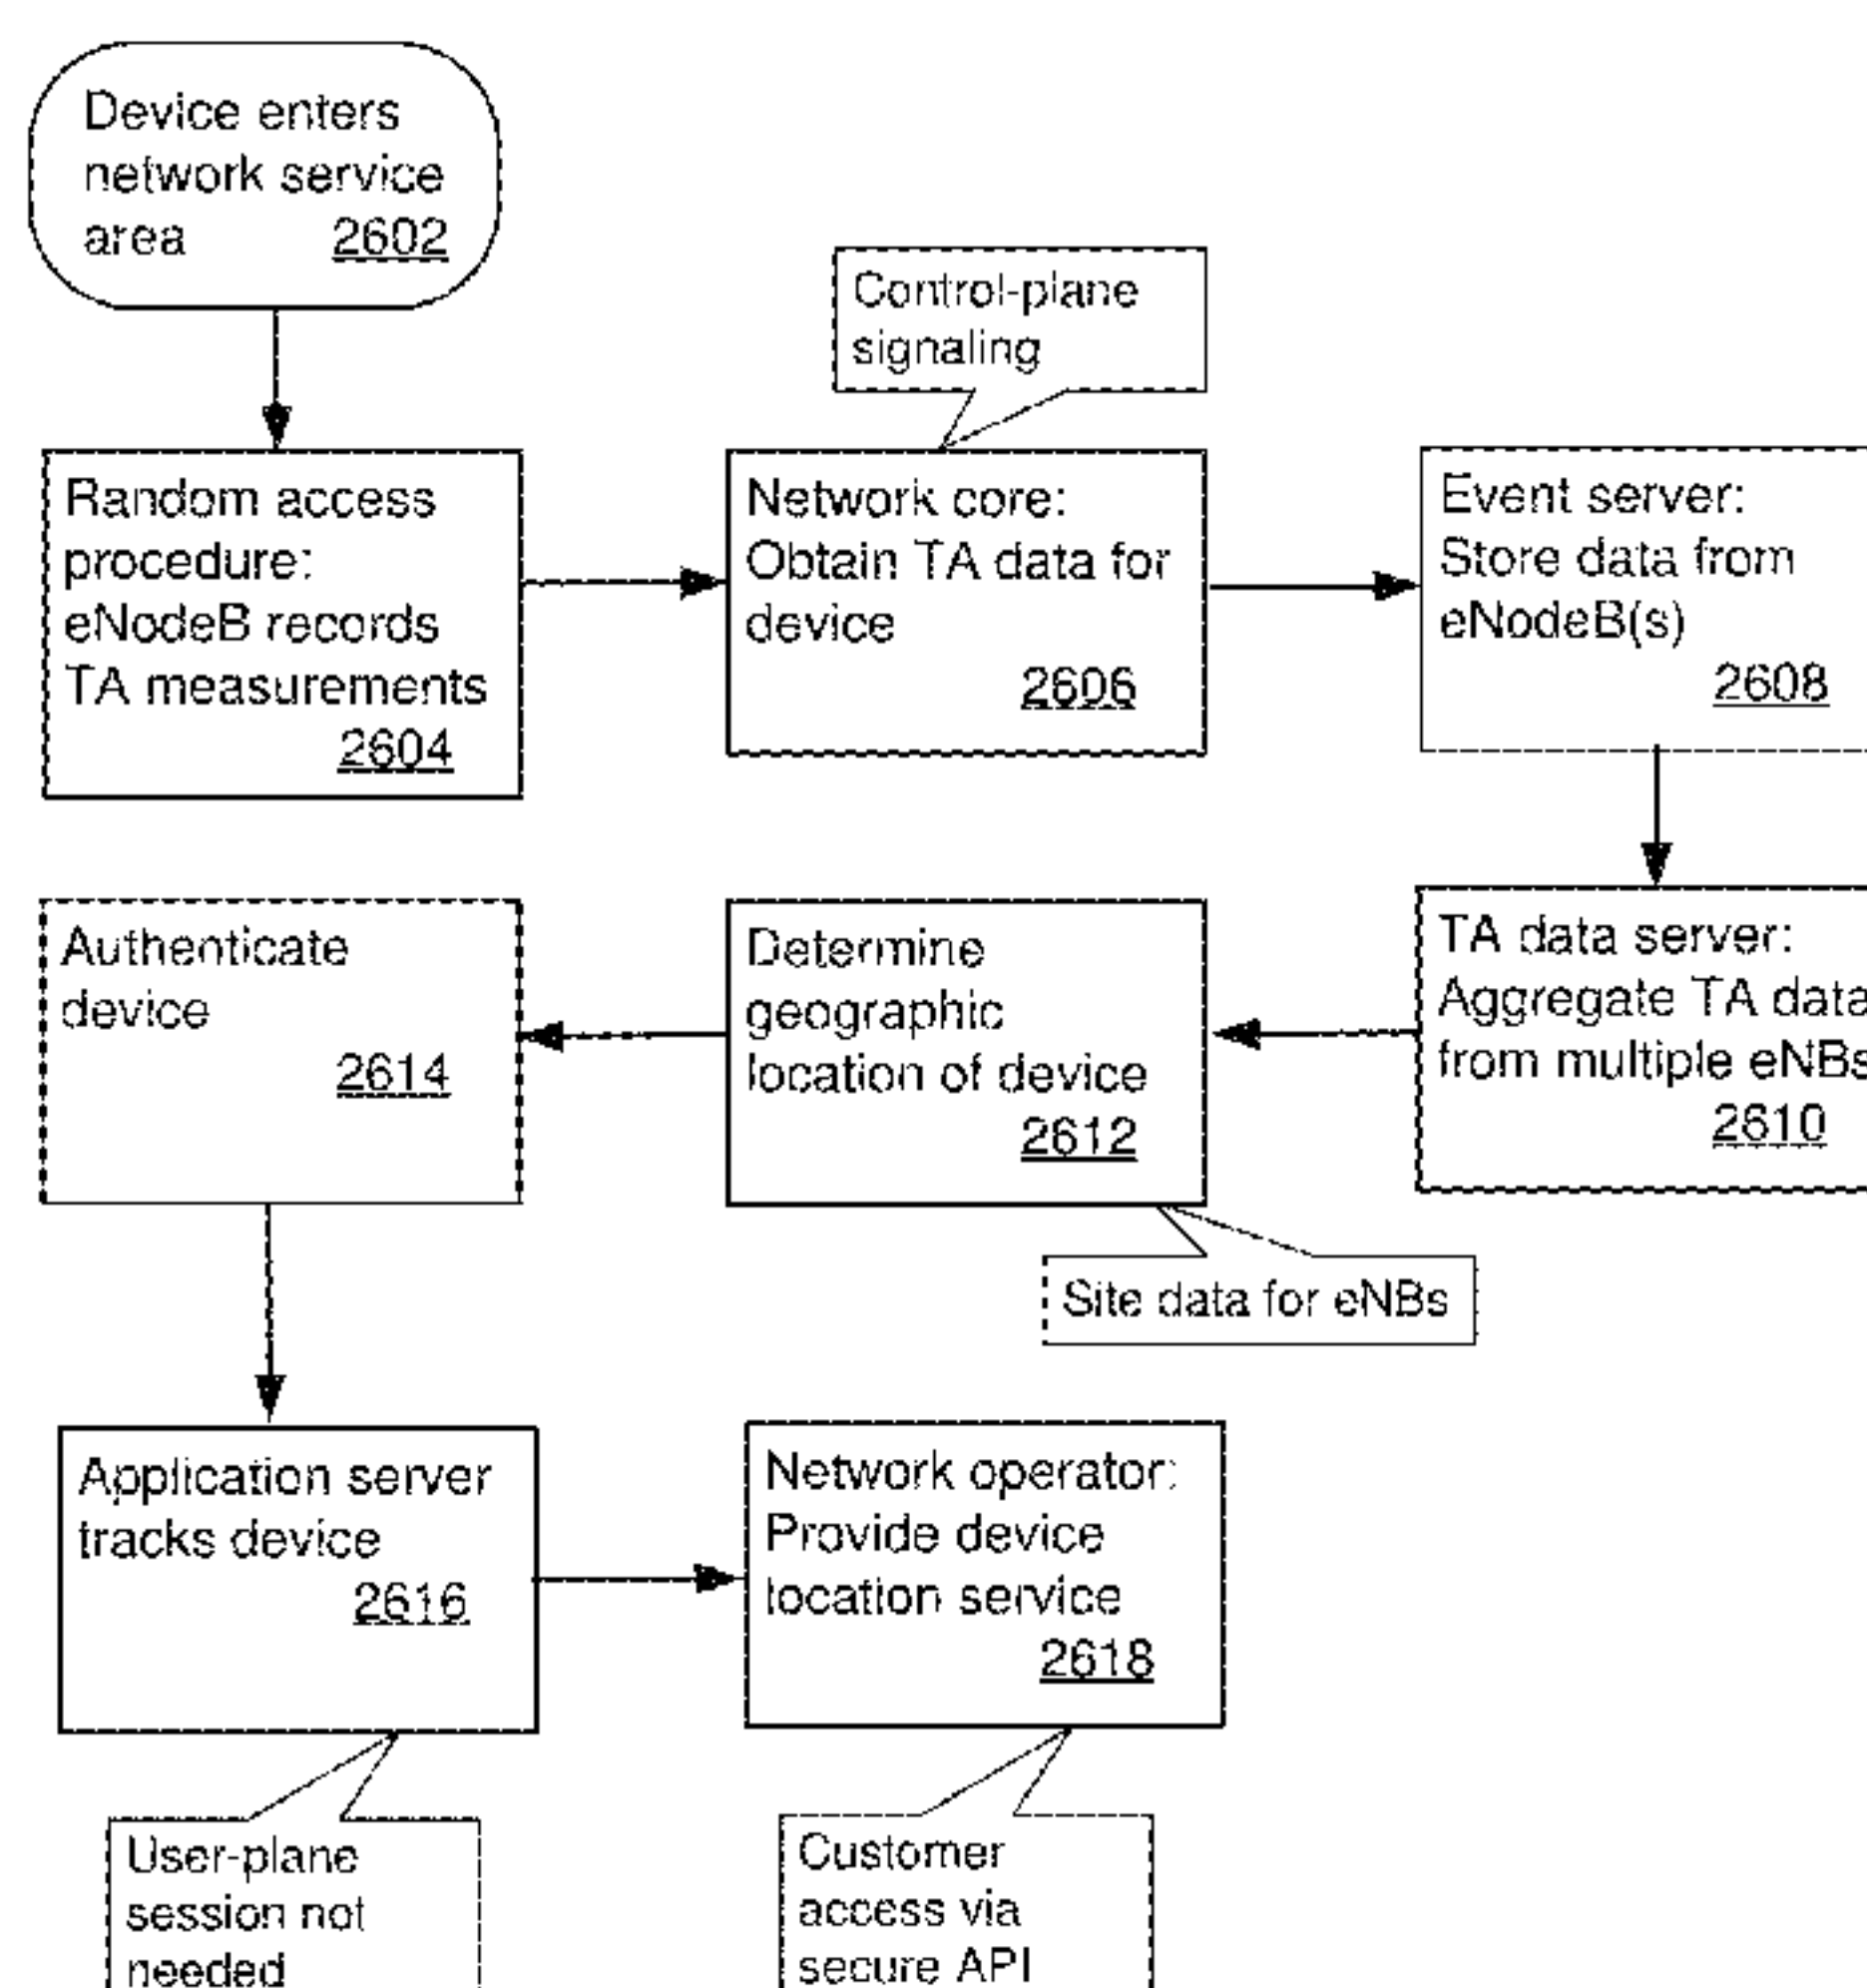 Device enters
network service
area 2602
Control-plane
signaling
Random access
procedure:
eNodeB records
TA measurements
2604
Network core:
Obtain TA data for
device
2606
Event server:
Store data from
eNodeB(s)
2608
Authenticate
device
2614
Determine
geographic
location of device
2612
TA data server:
Aggregate TA data
from multiple eNBs
2610
Site data for eNBs
Application server
tracks device
2616
Network operator:
Provide device
location service
2618
User-plane
session not
needed
Customer
access via
secure API